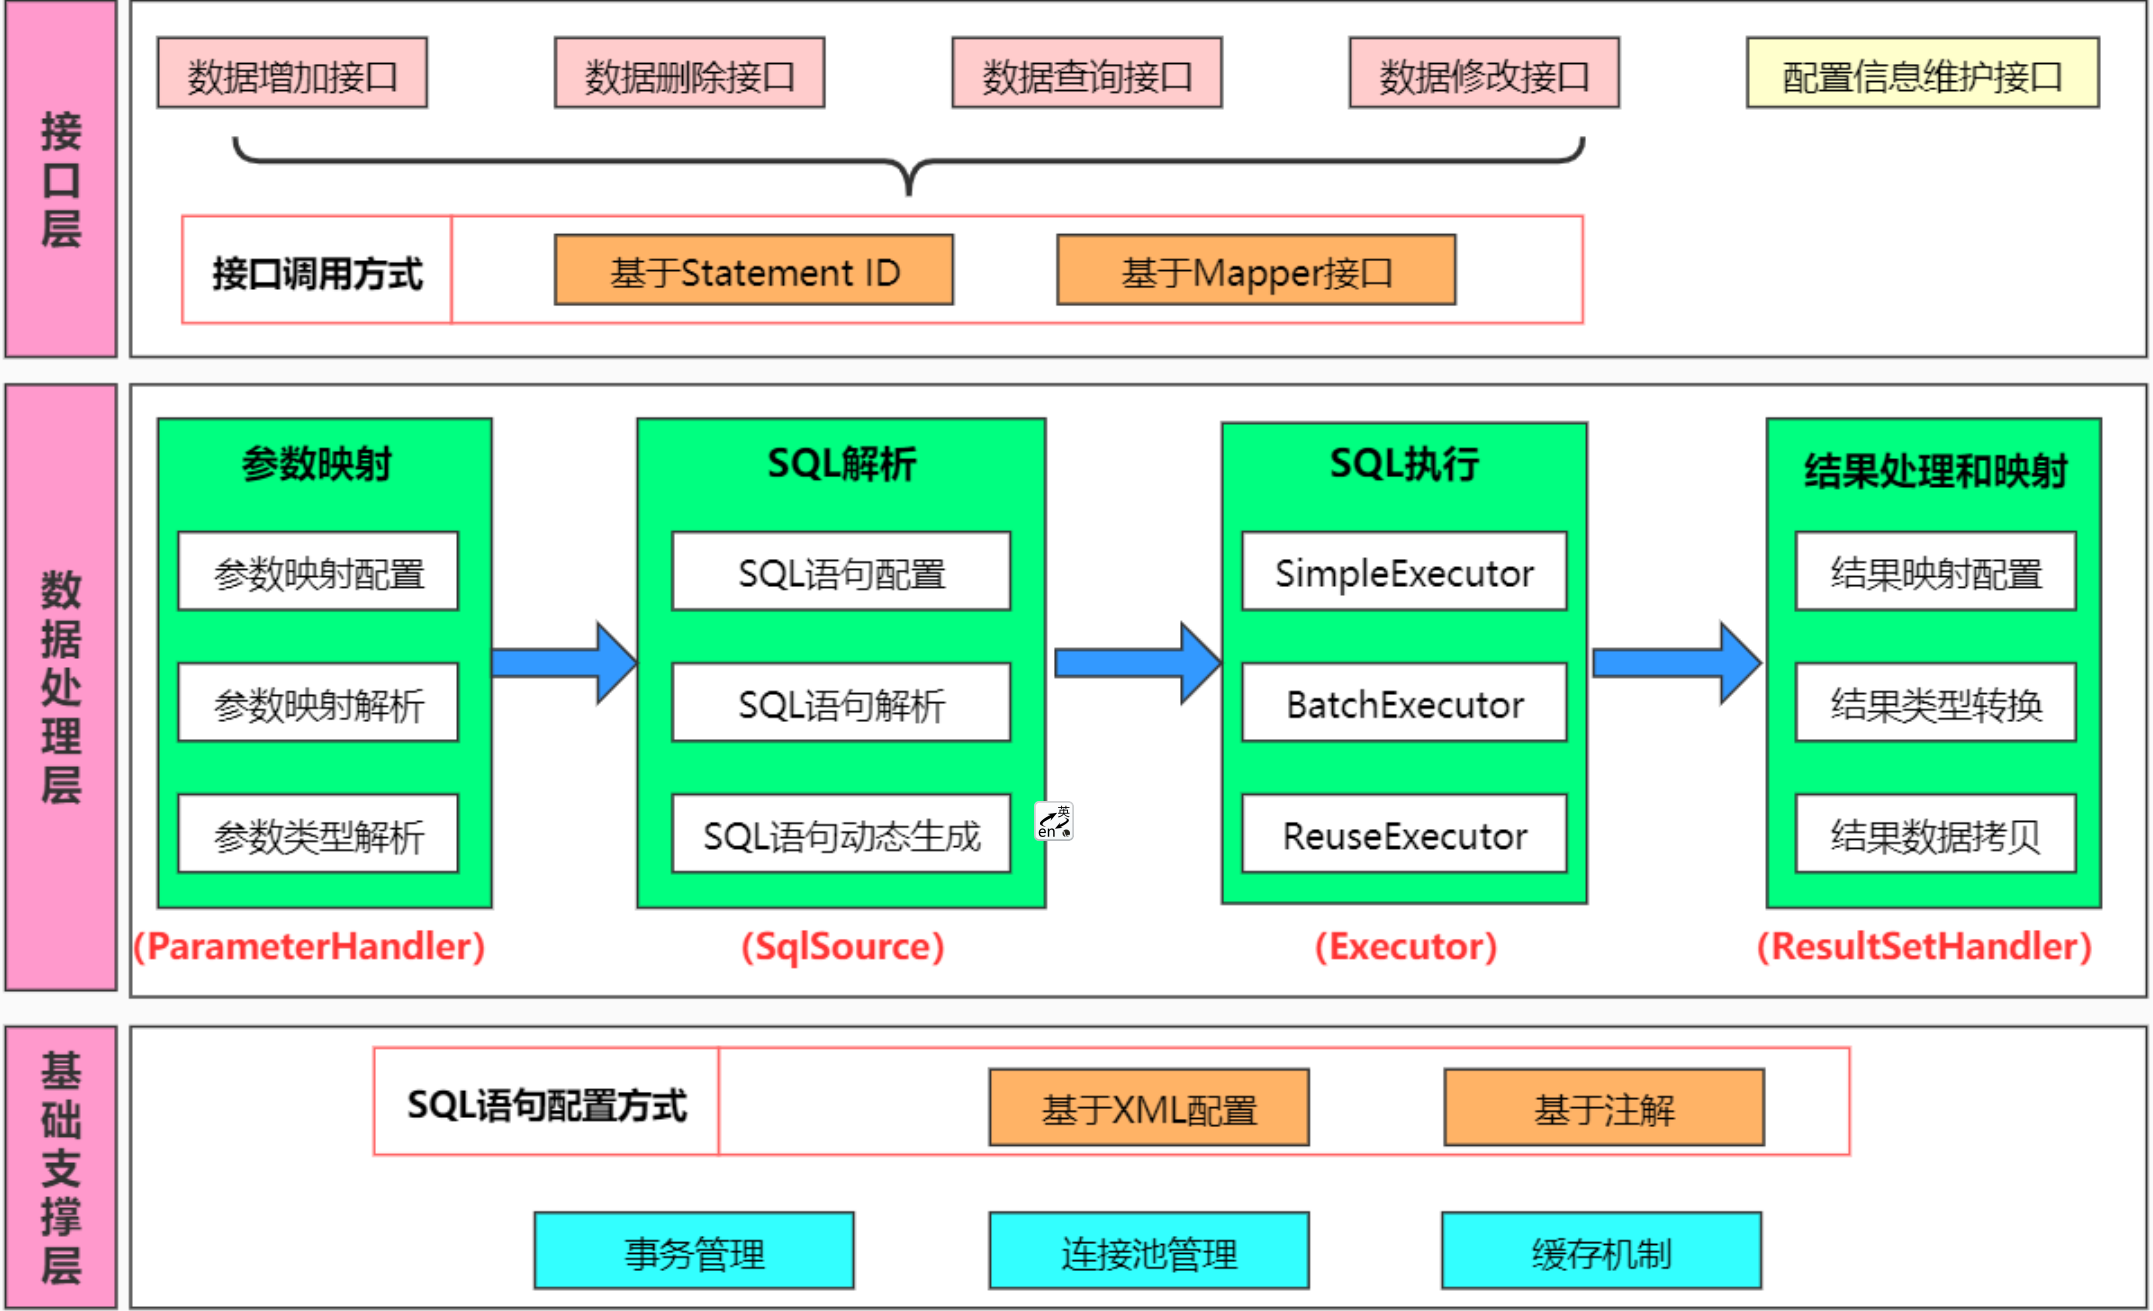 接口层
数据增加接口
数据删除接口
数据查询接口
数据修改接口
配置信息维护接口
接口调用方式
基于Statement ID
基于Mapper接口
数据处理层
参数映射
参数映射配置
参数映射解析
参数类型解析
(ParameterHandler)
SQL解析
SQL语句配置
SQL语句解析
SQL语句动态生成
(SqlSource)
英
en
SQL执行
SimpleExecutor
BatchExecutor
ReuseExecutor
(Executor)
结果处理和映射
结果映射配置
结果类型转换
结果数据拷贝
(ResultSetHandler)
基础支撑层
SQL语句配置方式
基于XML配置
基于注解
事务管理
连接池管理
缓存机制